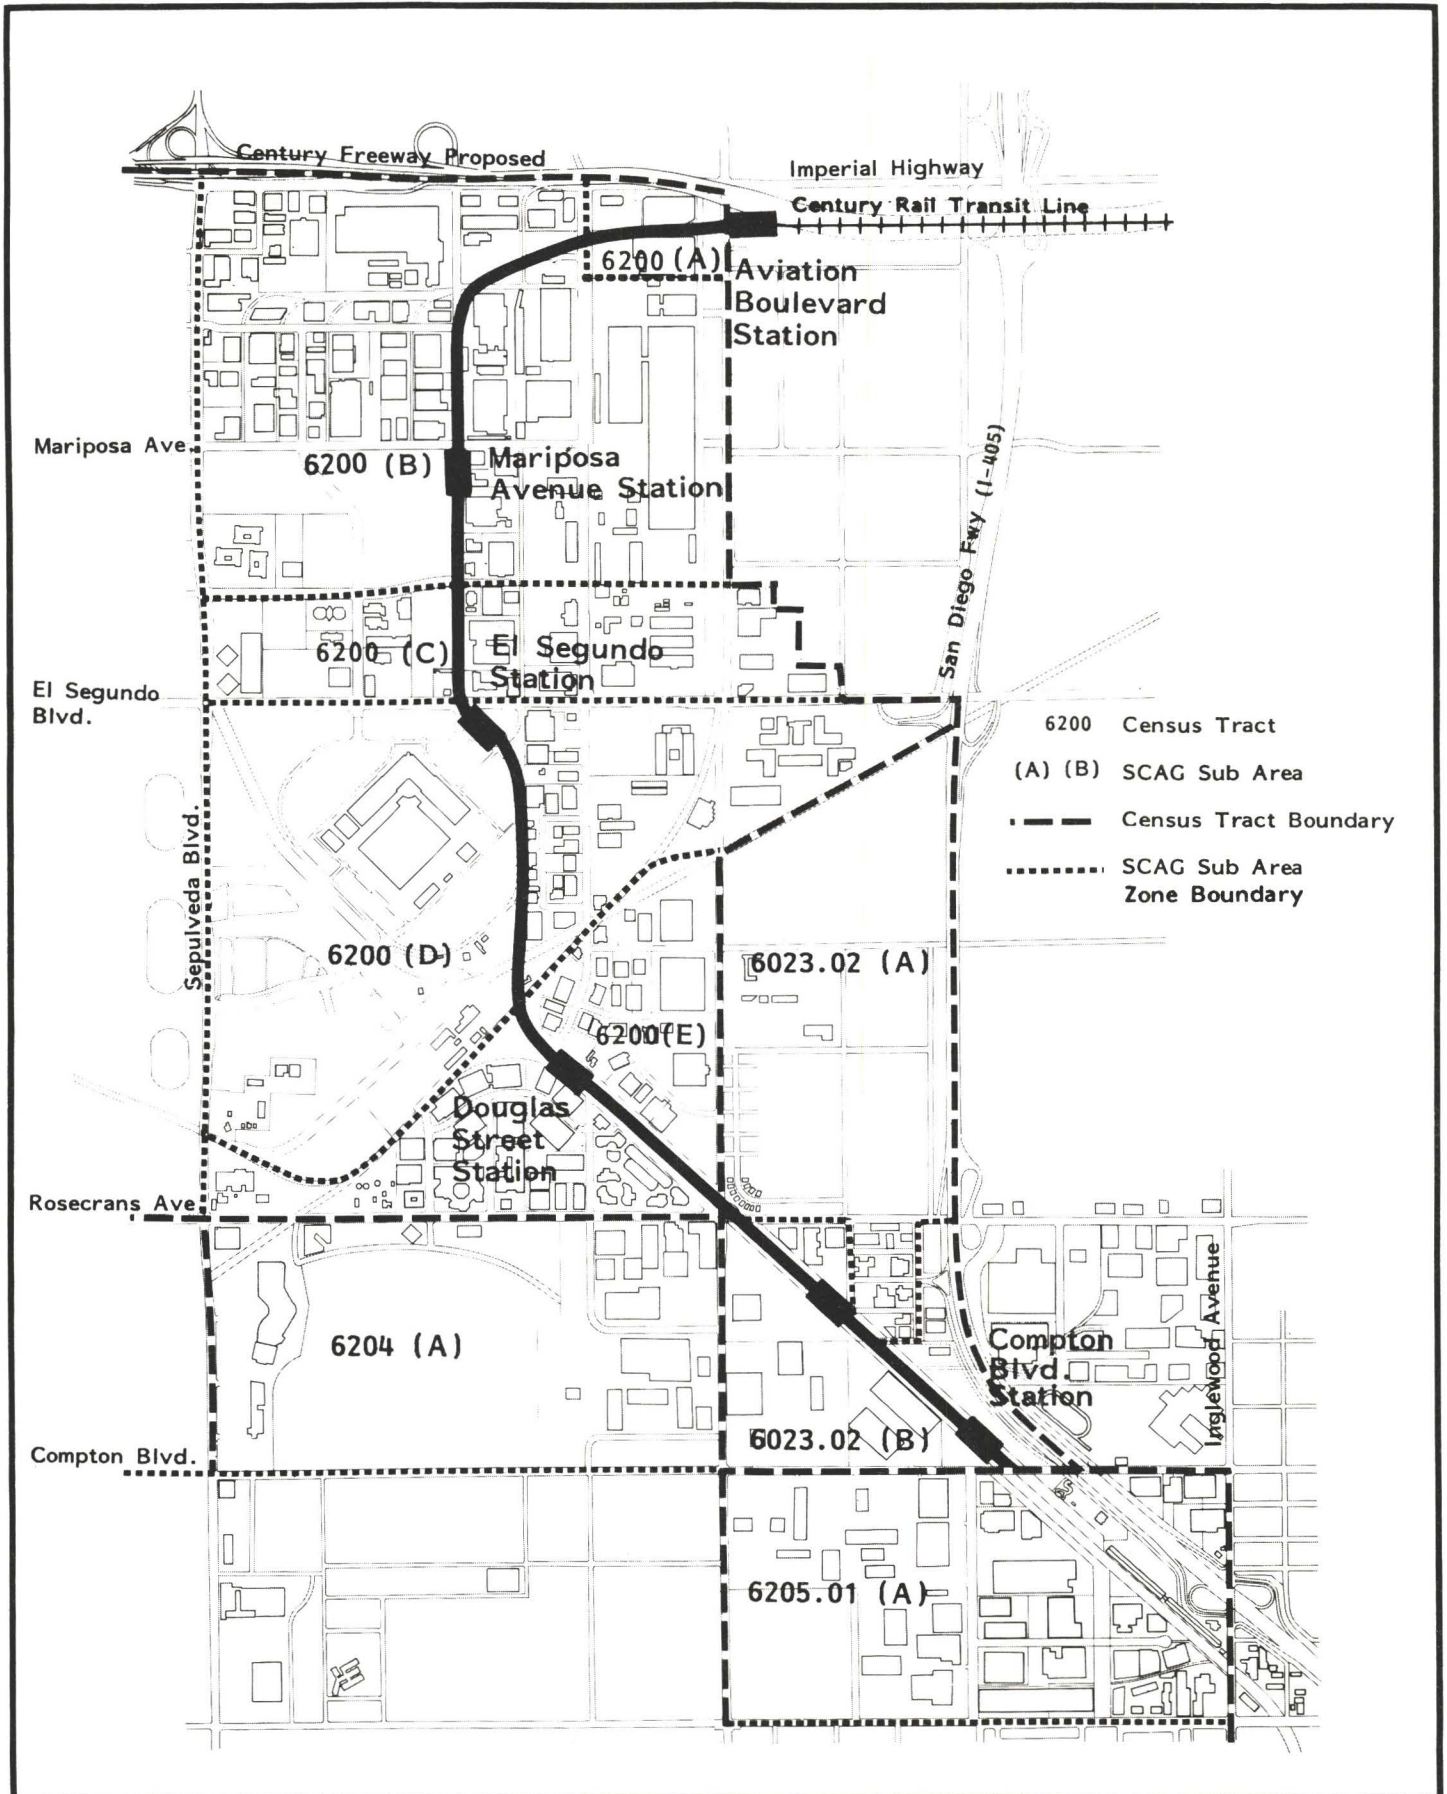 Century Freeway Proposed
Imperial Highway
Century Rail Transit Line
6200 (A)
Aviation
Boulevard
Station
Mariposa Ave.
6200 (B)
Mariposa
Avenue Station
San Diego Fwy (I-405)
6200 (C)
El Segundo
Station
El Segundo
Blvd.
6200 Census Tract
(A) (B) SCAG Sub Area
Census Tract Boundary
SCAG Sub Area
Zone Boundary
Sepulveda Blvd.
6200 (D)
6023.02 (A)
6200(E)
Douglas
Street
Station
Rosecrans Ave.
Inglewood Avenue
6204 (A)
Compton
Blvd.
Station
6023.02 (B)
Compton Blvd.
6205.01 (A)